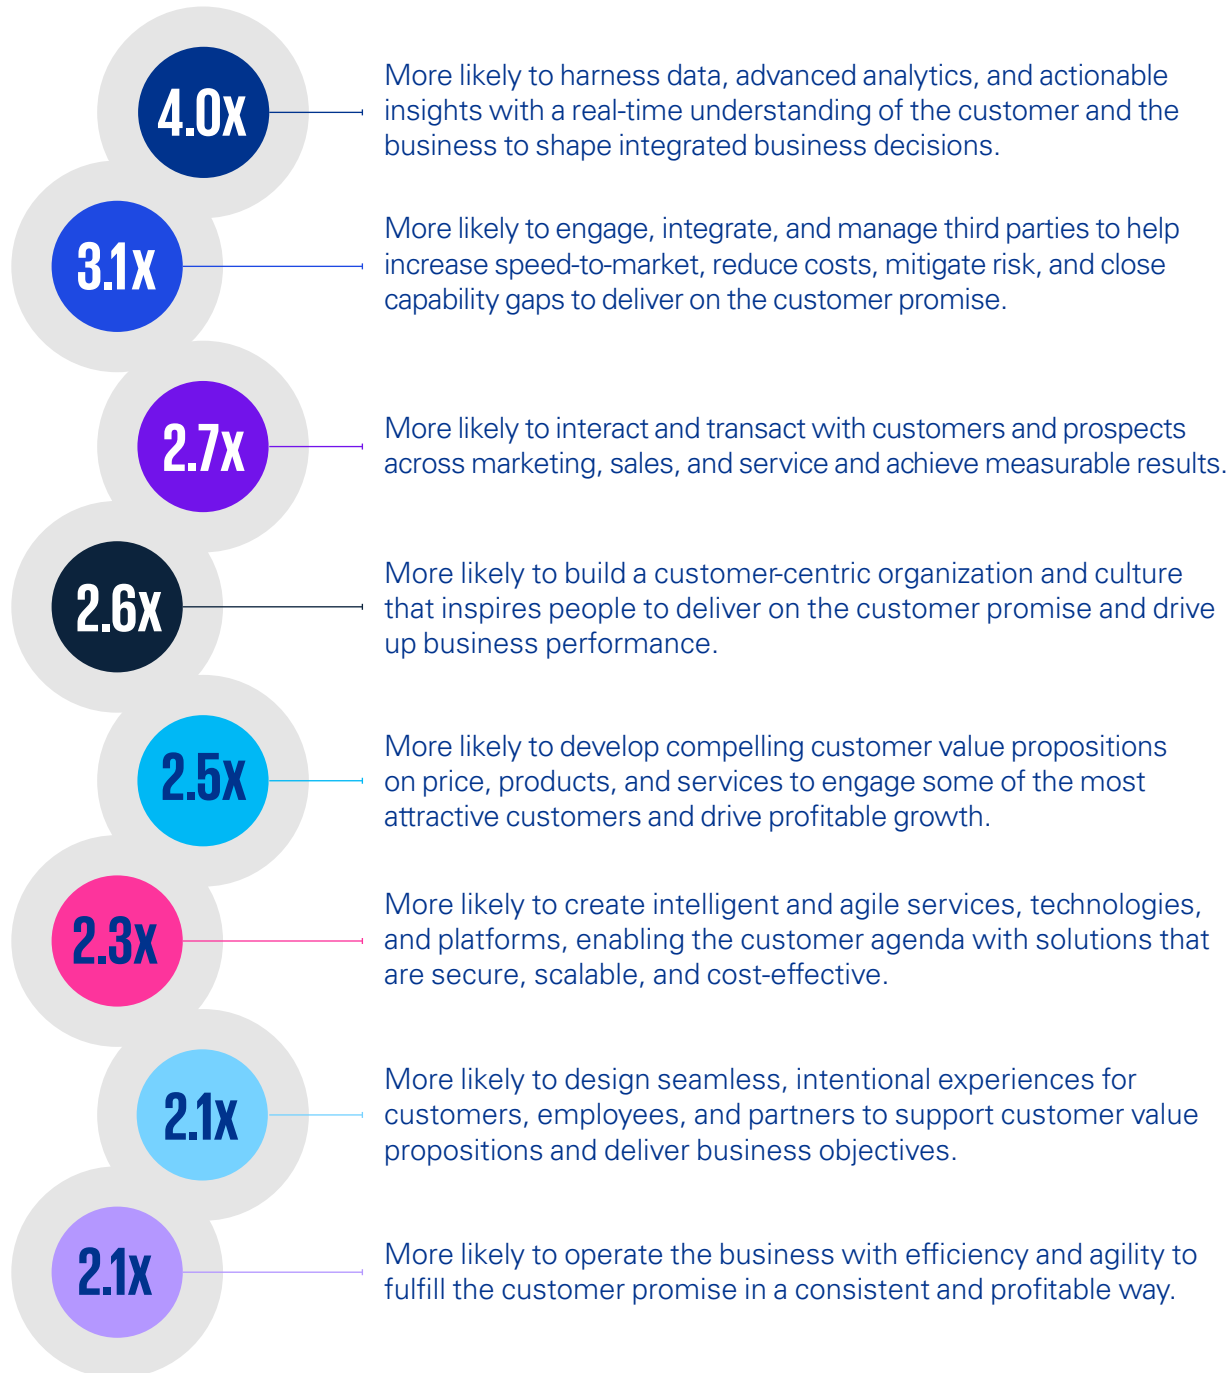 4.0x
More likely to harness data, advanced analytics, and actionable
insights with a real-time understanding of the customer and the
business to shape integrated business decisions.
3.1x
More likely to engage, integrate, and manage third parties to help
increase speed-to-market, reduce costs, mitigate risk, and close
capability gaps to deliver on the customer promise.
2.7x
More likely to interact and transact with customers and prospects
across marketing, sales, and service and achieve measurable results.
2.6x
More likely to build a customer-centric organization and culture
that inspires people to deliver on the customer promise and drive
up business performance.
2.5x
More likely to develop compelling customer value propositions
on price, products, and services to engage some of the most
attractive customers and drive profitable growth.
2.3x
More likely to create intelligent and agile services, technologies,
and platforms, enabling the customer agenda with solutions that
are secure, scalable, and cost-effective.
2.1x
More likely to design seamless, intentional experiences for
customers, employees, and partners to support customer value
propositions and deliver business objectives.
2.1x
More likely to operate the business with efficiency and agility to
fulfill the customer promise in a consistent and profitable way.